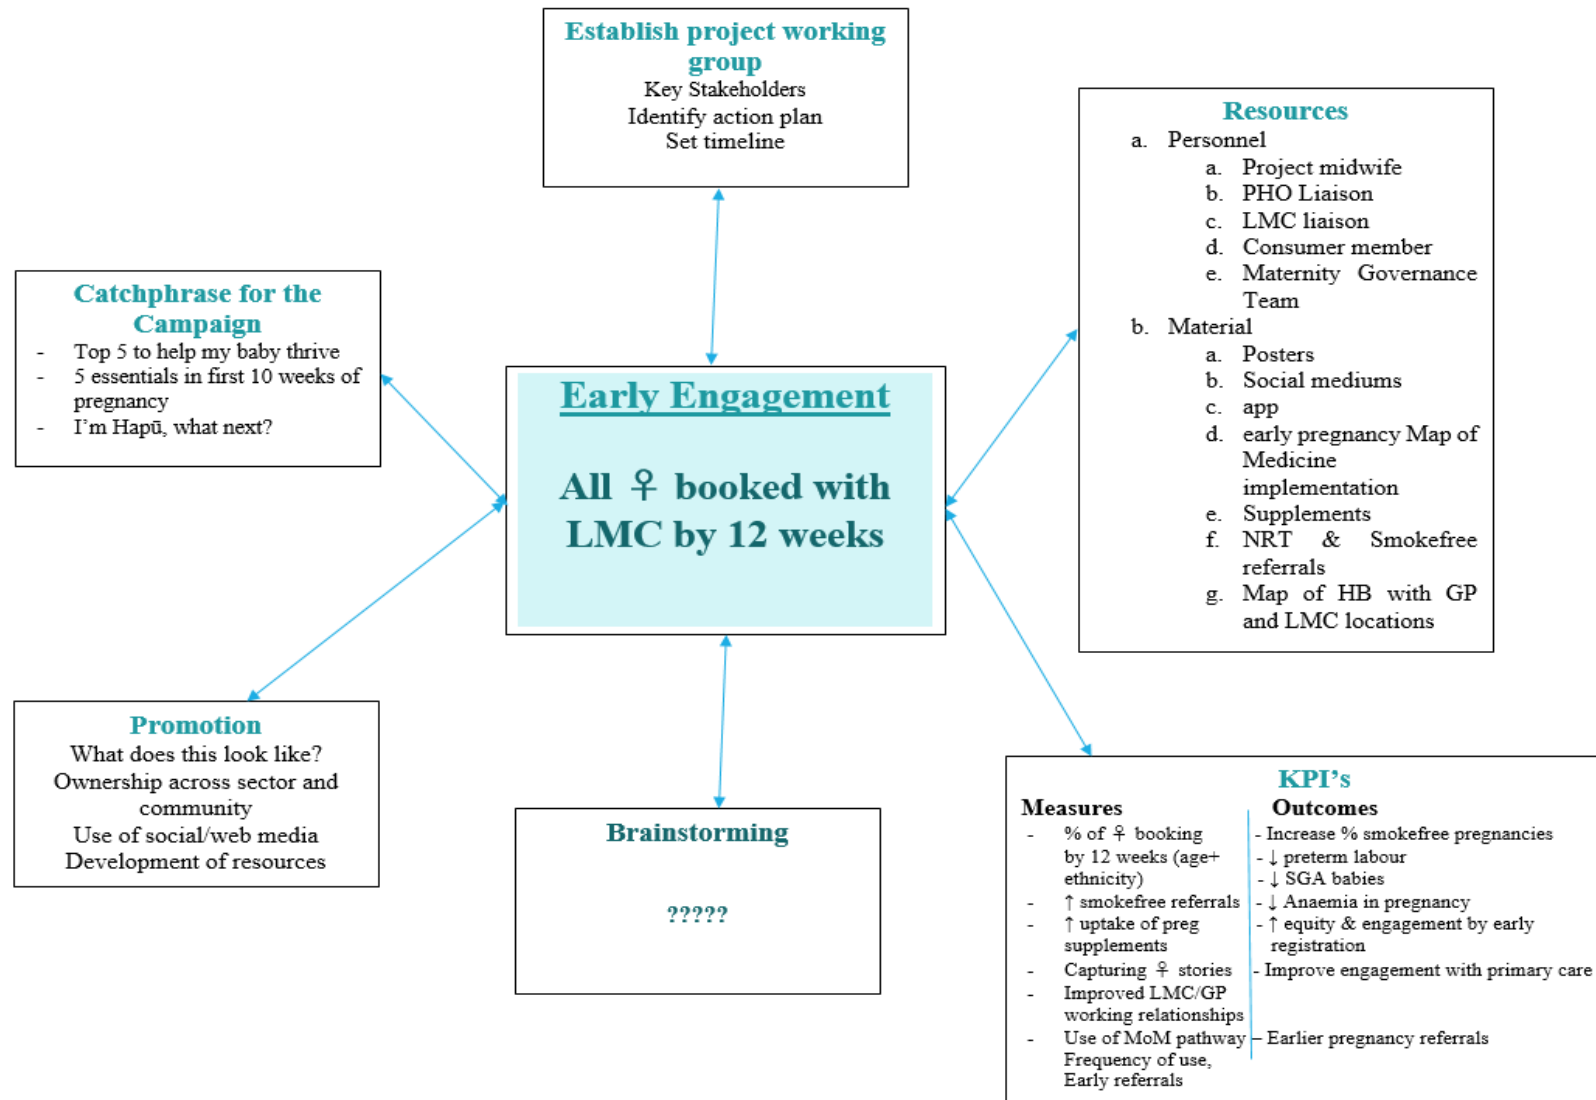 Establish project working
group
Key Stakeholders
Identify action plan
Set timeline
Resources
a. Personnel
a. Project midwife
b. PHO Liaison
c. LMC liaison
d. Consumer member
e. Maternity Governance
Team
b. Material
a. Posters
b. Social mediums
c. app
d. early pregnancy Map of
Medicine
implementation
e. Supplements
f. NRT & Smokefree
referrals
g. Map of HB with GP
and LMC locations
Catchphrase for the
Campaign
- Top 5 to help my baby thrive
- 5 essentials in first 10 weeks of
pregnancy
- I'm Hapū, what next?
Early Engagement
All ♀ booked with
LMC by 12 weeks
Promotion
What does this look like?
Ownership across sector and
community
Use of social/web media
Development of resources
Brainstorming
?????
KPI's
Measures
- % of ♀ booking
by 12 weeks (age+
ethnicity)
- ↑ smokefree referrals
- ↑ uptake of preg
supplements
- Capturing ♀ stories
- Improved LMC/GP
working relationships
- Use of MoM pathway
Frequency of use,
Early referrals
Outcomes
- Increase % smokefree pregnancies
- ↓ preterm labour
- ↓ SGA babies
- ↓ Anaemia in pregnancy
- ↑ equity & engagement by early
registration
- Improve engagement with primary care
– Earlier pregnancy referrals